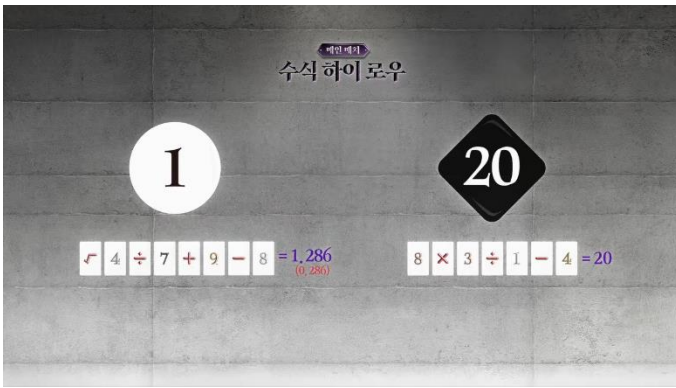 메인 매치
수식 하이 로우
1
20
√ 4 ÷ 7 + 9 − 8 = 1.286
(0.286)
8 × 3 ÷ 1 − 4 = 20